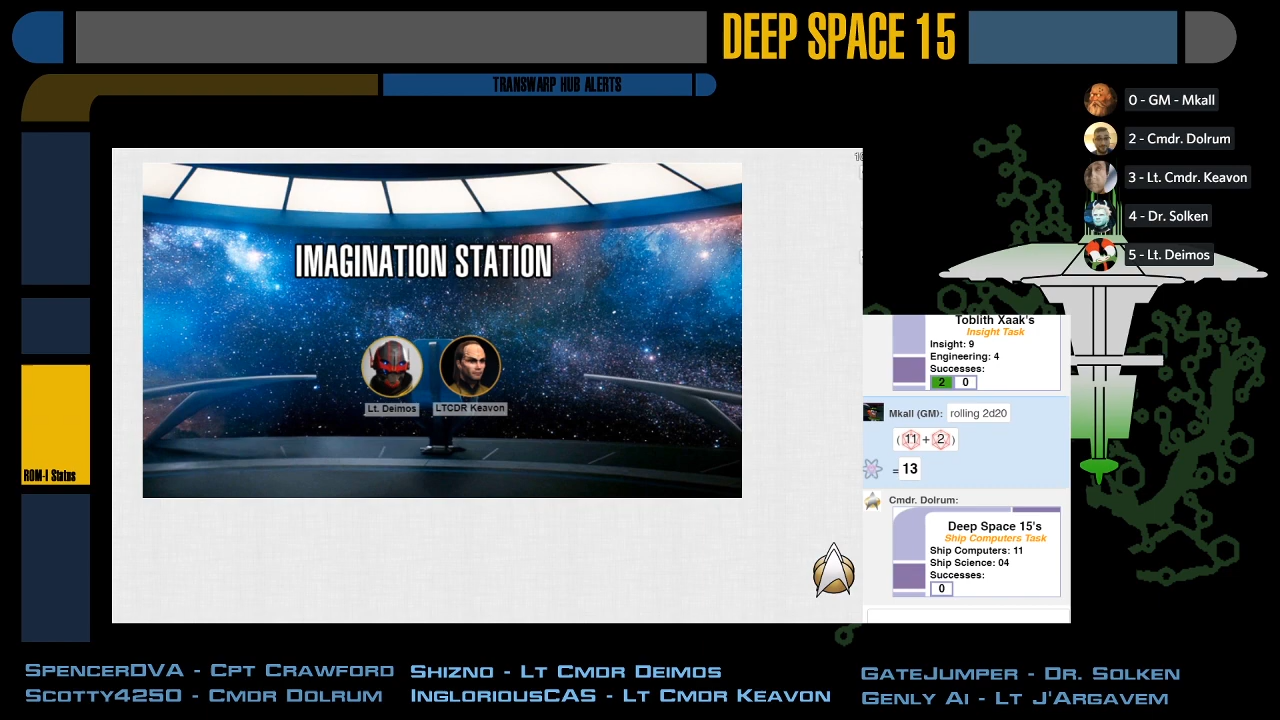 DEEP SPACE 15
TRANSWARP HUB ALERTS
0 - GM - Mkall
2 - Cmdr. Dolrum
3 - Lt. Cmdr. Keavon
4 - Dr. Solken
5 - Lt. Deimos
IMAGINATION STATION
Lt. Deimos
LTCDR Keavon
ROM-I Status
Toblith Xaak's
Insight Task
Insight: 9
Engineering: 4
Successes:
2 0
Mkall (GM): rolling 2d20
(11+2)
=13
Cmdr. Dolrum:
Deep Space 15's
Ship Computers Task
Ship Computers: 11
Ship Science: 04
Successes:
0
SpencerDVA - Cpt Crawford
Scotty4250 - Cmdr Dolrum
Shizno - Lt Cmdr Deimos
IngloriousCAS - Lt Cmdr Keavon
GateJumper - Dr. Solken
Genly Ai - Lt J'Argavem